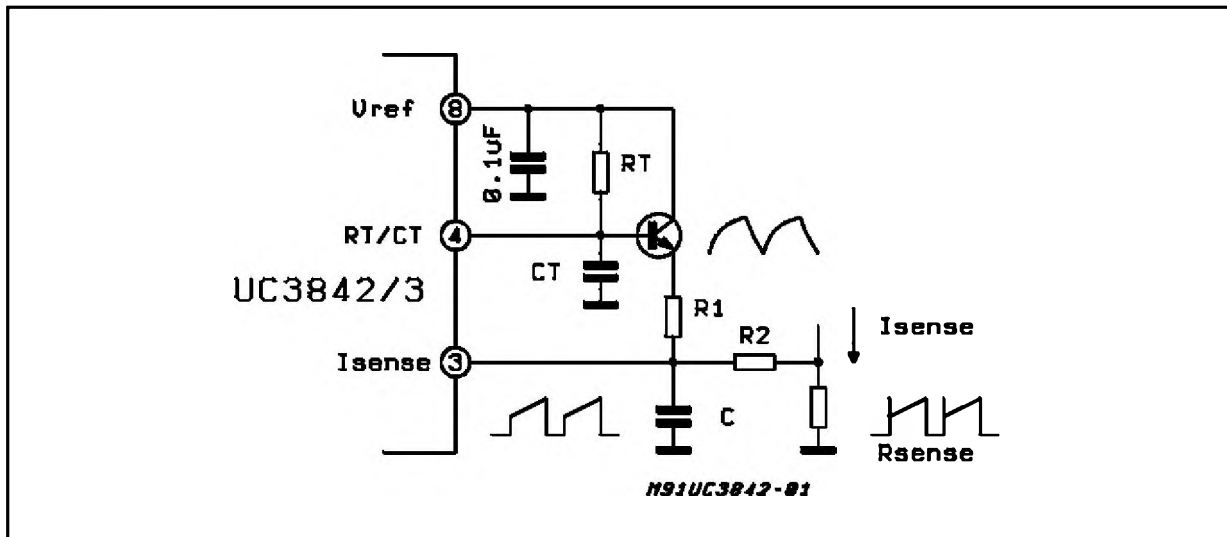 Vref
8
0.1uF
RT
RT/CT
4
CT
UC3842/3
R1
R2
Isense
Isense
3
C
Rsense
M91UC3842-01